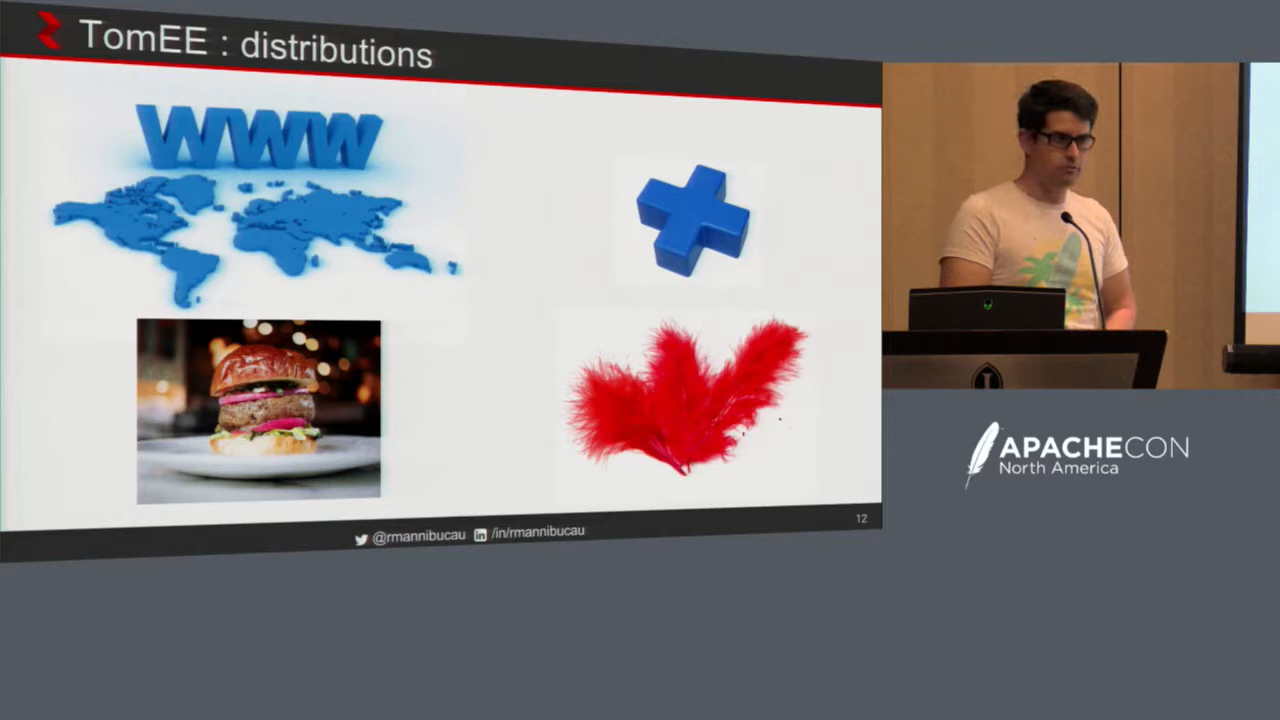 TomEE : distributions
WWW
@rmannibucau /in/rmannibucau
12
APACHECON
North America